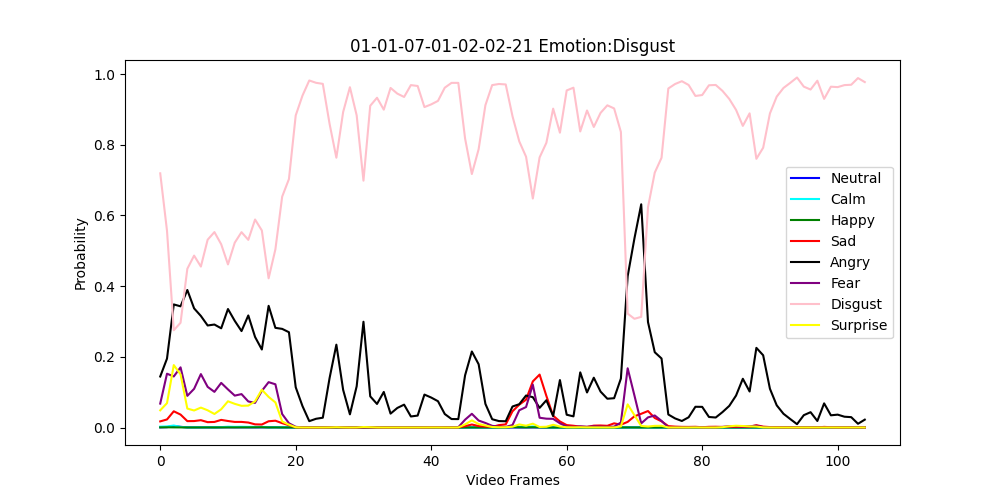 01-01-07-01-02-02-21 Emotion:Disgust
1.0
0.8
0.6
0.4
0.2
0.0
Probability
Neutral
Calm
Happy
Sad
Angry
Fear
Disgust
Surprise
0 20 40 60 80 100
Video Frames